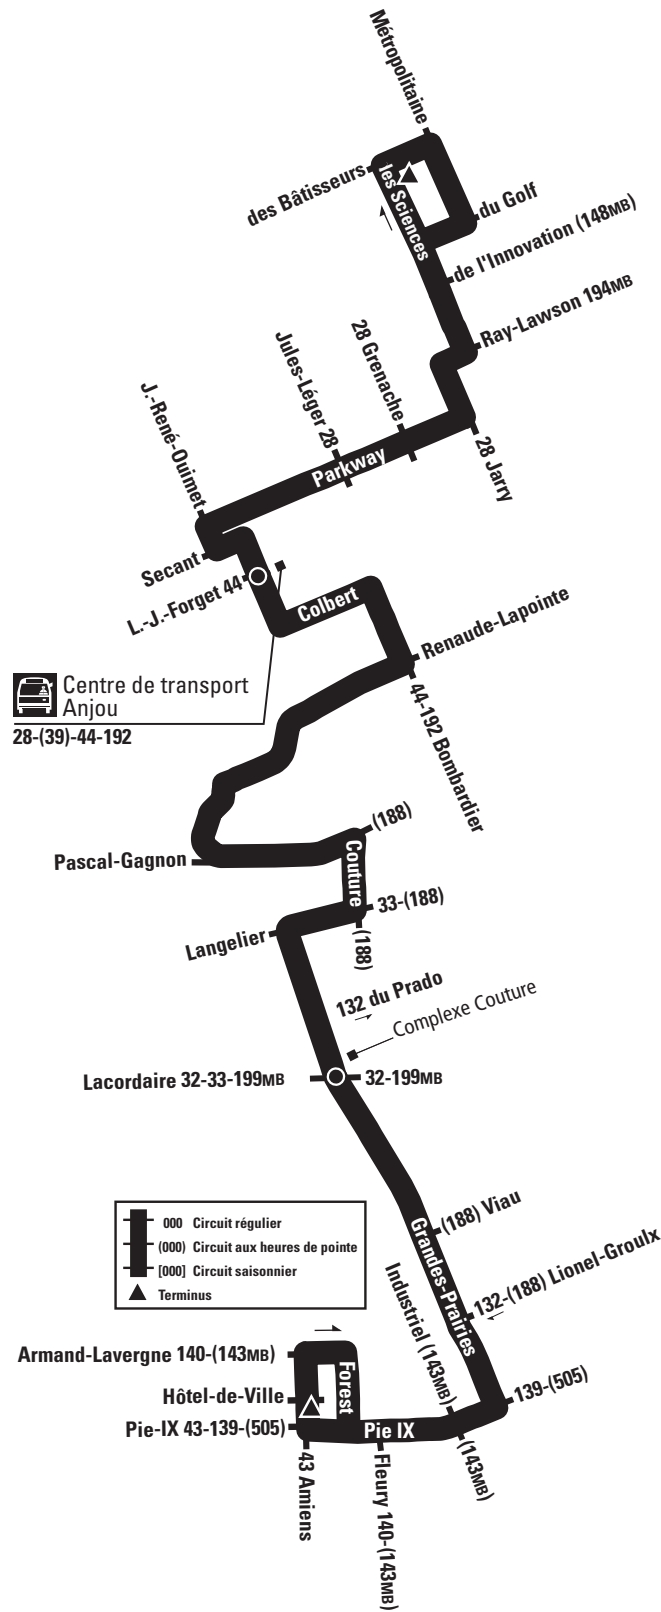 Métropolitaine
des Bâtisseurs
les Sciences
du Golf
de l'Innovation (148MB)
Ray-Lawson 194MB
28 Grenache
Jules-Léger 28
J.-René-Ouimet
Parkway
28 Jarry
Secant
L.-J.-Forget 44
Colbert
Renaude-Lapointe
Centre de transport
Anjou
28-(39)-44-192
44-192 Bombardier
(188)
Pascal-Gagnon
Couture
33-(188)
Langelier
(188)
132 du Prado
Complexe Couture
Lacordaire 32-33-199MB
32-199MB
000 Circuit régulier
(000) Circuit aux heures de pointe
[000] Circuit saisonnier
Terminus
(188) Viau
Grandes-Prairies
132-(188) Lionel-Groulx
Industriel (143MB)
Armand-Lavergne 140-(143MB)
Forest
Hôtel-de-Ville
139-(505)
Pie-IX 43-139-(505)
Pie IX
(143MB)
43 Amiens
Fleury 140-(143MB)